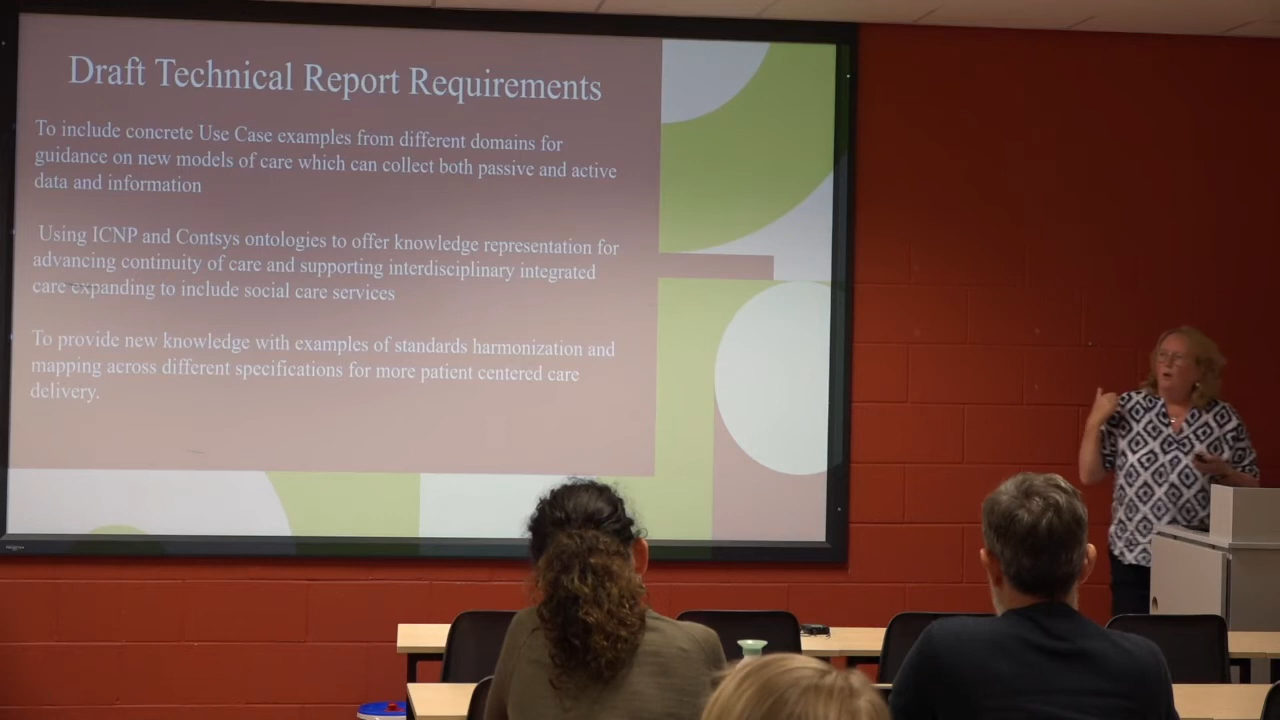 Draft Technical Report Requirements
To include concrete Use Case examples from different domains for
guidance on new models of care which can collect both passive and active
data and information
Using ICNP and Contsys ontologies to offer knowledge representation for
advancing continuity of care and supporting interdisciplinary integrated
care expanding to include social care services
To provide new knowledge with examples of standards harmonization and
mapping across different specifications for more patient centered care
delivery.